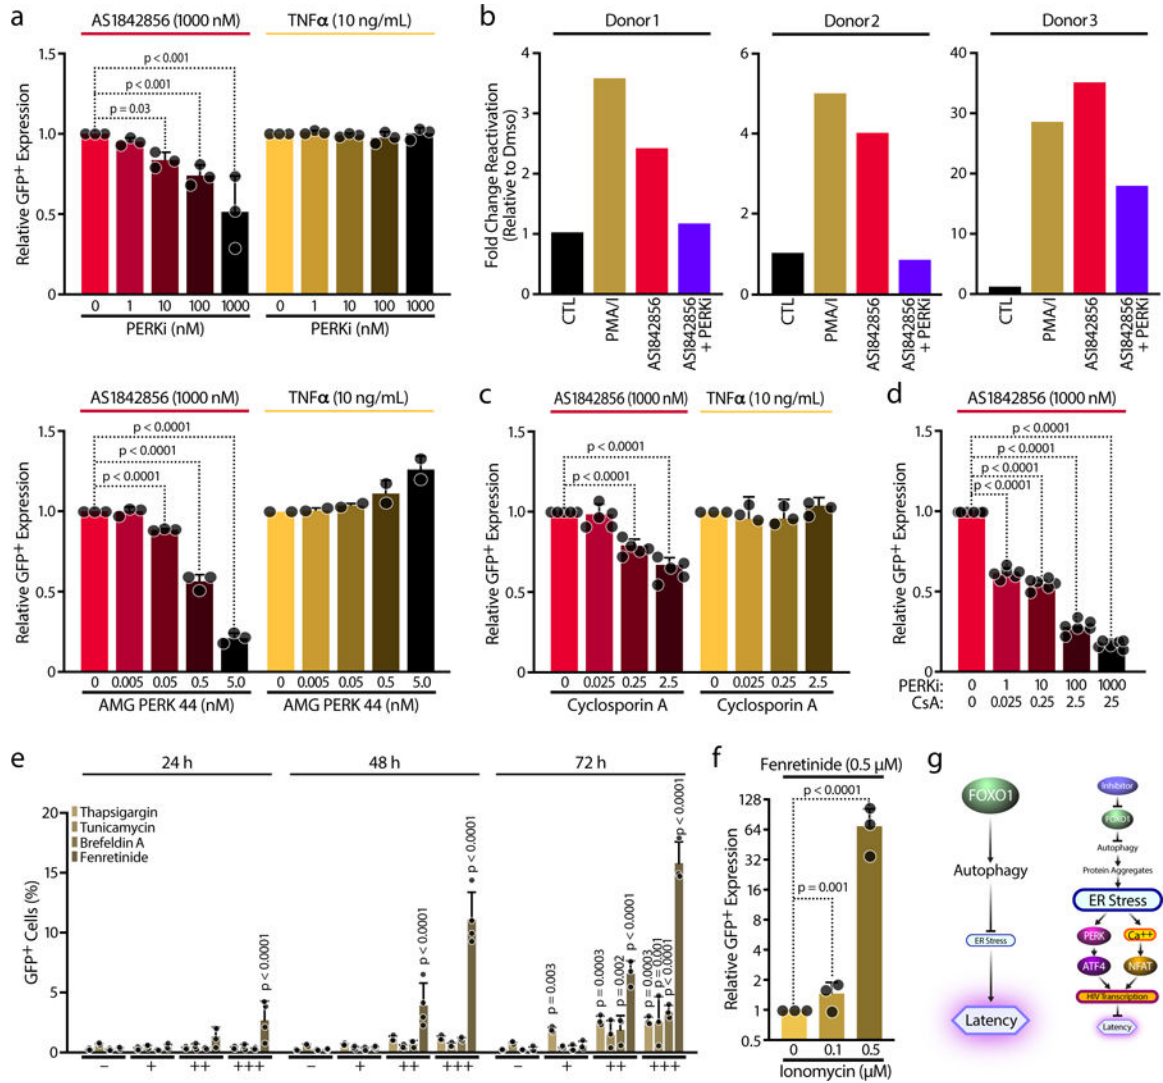 a
AS1842856 (1000 nM)
TNFα (10 ng/mL)
Relative GFP+ Expression
1.5
1.0
0.5
0
p < 0.001
p < 0.001
p = 0.03
0 1 10 100 1000
PERKi (nM)
0 1 10 100 1000
PERKi (nM)
b
Donor 1
Donor 2
Donor 3
Fold Change Reactivation
(Relative to Dmso)
4
3
2
1
0
CTL
PMA/I
AS1842856
AS1842856
+ PERKi
6
4
2
0
CTL
PMA/I
AS1842856
AS1842856
+ PERKi
40
30
20
10
0
CTL
PMA/I
AS1842856
AS1842856
+ PERKi
AS1842856 (1000 nM)
TNFα (10 ng/mL)
Relative GFP+ Expression
1.5
1.0
0.5
0
p < 0.0001
p < 0.0001
p < 0.0001
0 0.005 0.05 0.5 5.0
AMG PERK 44 (nM)
0 0.005 0.05 0.5 5.0
AMG PERK 44 (nM)
c
AS1842856 (1000 nM)
TNFα (10 ng/mL)
Relative GFP+ Expression
1.5
1.0
0.5
0
p < 0.0001
p < 0.0001
0 0.025 0.25 2.5
Cyclosporin A
0 0.025 0.25 2.5
Cyclosporin A
d
AS1842856 (1000 nM)
Relative GFP+ Expression
1.5
1.0
0.5
0
p < 0.0001
p < 0.0001
p < 0.0001
p < 0.0001
PERKi: 0 1 10 100 1000
CsA: 0 0.025 0.25 2.5 25
e
24 h
48 h
72 h
GFP+ Cells (%)
20
15
10
5
0
Thapsigargin
Tunicamycin
Brefeldin A
Fenretinide
p < 0.0001
p < 0.0001
p < 0.0001
p = 0.003
p = 0.0003
p = 0.002
p < 0.0001
p = 0.0003
p = 0.001
p < 0.0001
p < 0.0001
– + ++ +++
– + ++ +++
– + ++ +++
f
Fenretinide (0.5 μM)
Relative GFP+ Expression
128
64
32
16
8
4
2
1
0.5
p < 0.0001
p = 0.001
0 0.1 0.5
Ionomycin (μM)
g
FOXO1
Autophagy
ER Stress
Latency
Inhibitor
FOXO1
Autophagy
Protein Aggregates
ER Stress
PERK
Ca++
ATF4
NFAT
HIV Transcription
Latency